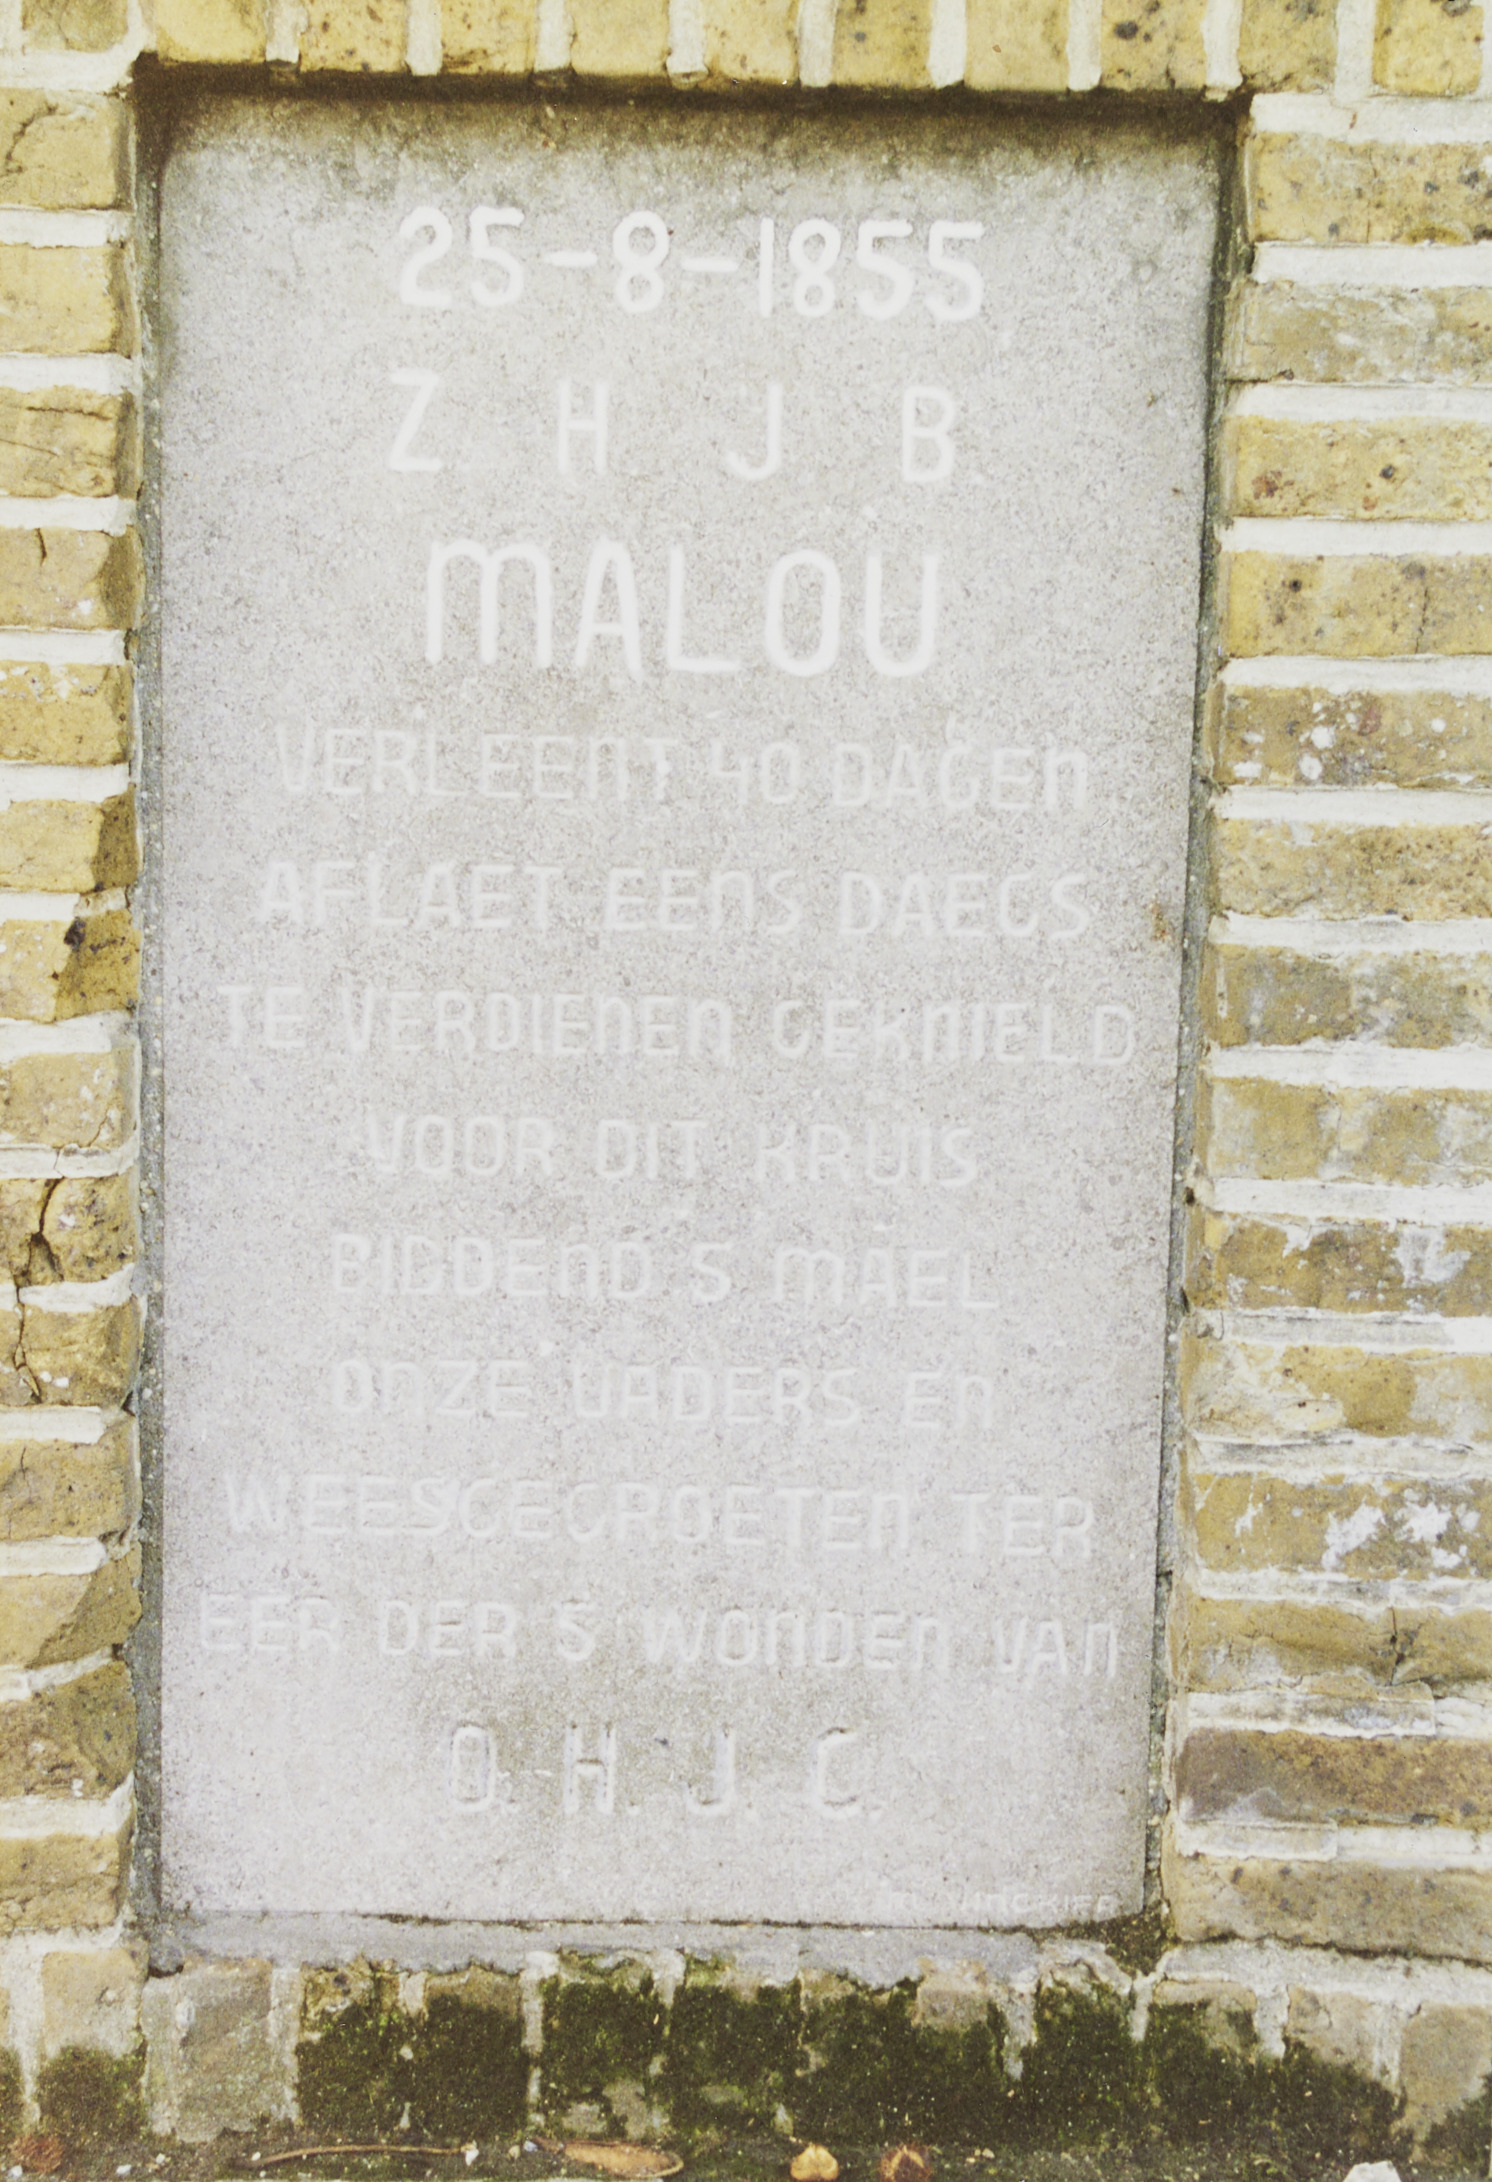 25-8-1855
Z H J B.
MALOU
VERLEENT 40 DAGEN
AFLAET EENS DAEGS
TE VERDIENEN GEKNIELD
VOOR DIT KRUIS
BIDDEND 5 MAEL
ONZE VADERS EN
WEESGEGROETEN TER
EER DER 5 WONDEN VAN
O. H. J. C.